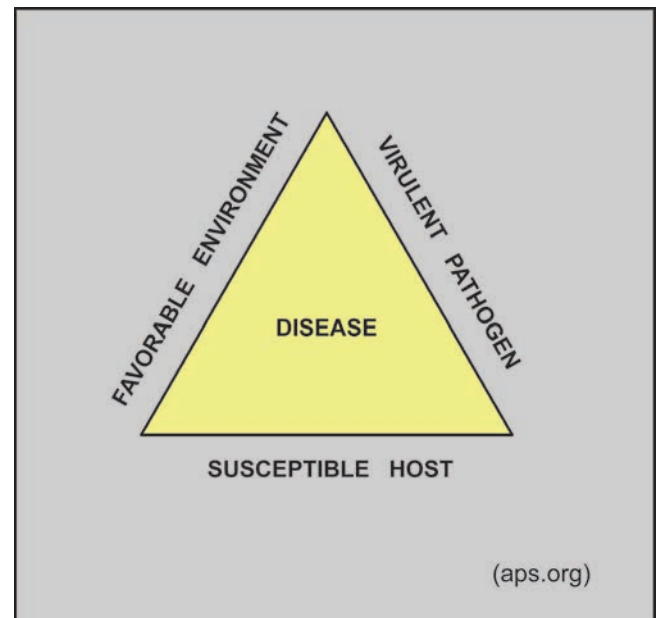 FAVORABLE ENVIRONMENT
VIRULENT PATHOGEN
DISEASE
SUSCEPTIBLE HOST
(aps.org)